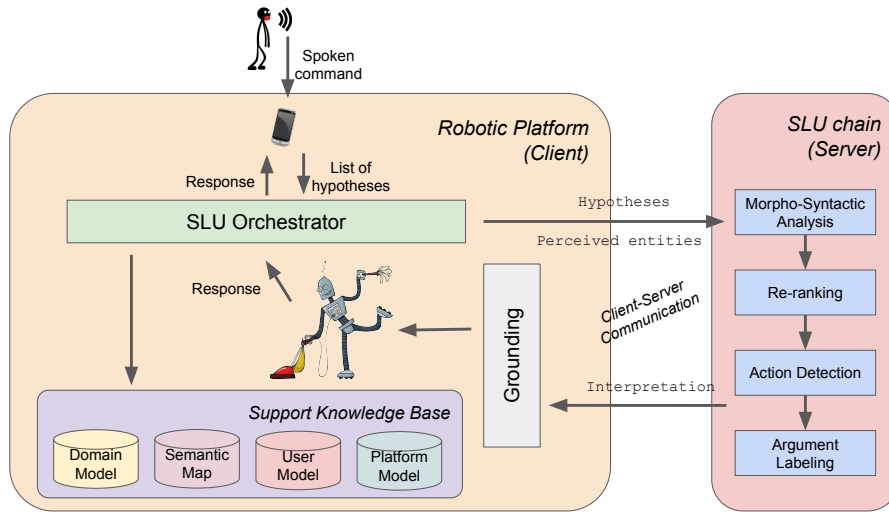 Spoken
command
Robotic Platform
(Client)
SLU chain
(Server)
Response
List of
hypotheses
SLU Orchestrator
Hypotheses
Perceived entities
Morpho-Syntactic
Analysis
Response
Grounding
Client-Server
Communication
Re-ranking
Interpretation
Action Detection
Support Knowledge Base
Domain
Model
Semantic
Map
User
Model
Platform
Model
Argument
Labeling